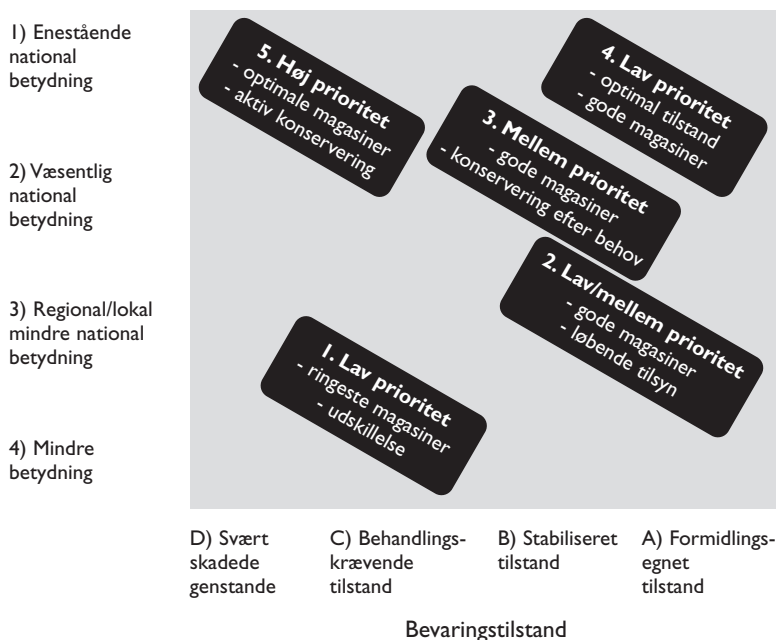 1) Enestående
national
betydning
2) Væsentlig
national
betydning
3) Regional/lokal
mindre national
betydning
4) Mindre
betydning
5. Høj prioritet
- optimale magasiner
- aktiv konservering
4. Lav prioritet
- optimal tilstand
- gode magasiner
3. Mellem prioritet
- gode magasiner
- konservering efter behov
2. Lav/mellem prioritet
- gode magasiner
- løbende tilsyn
1. Lav prioritet
- ringeste magasiner
- udskillelse
D) Svært
skadede
genstande
C) Behandlings-
krævende
tilstand
B) Stabiliseret
tilstand
A) Formidlings-
egnet
tilstand
Bevaringstilstand